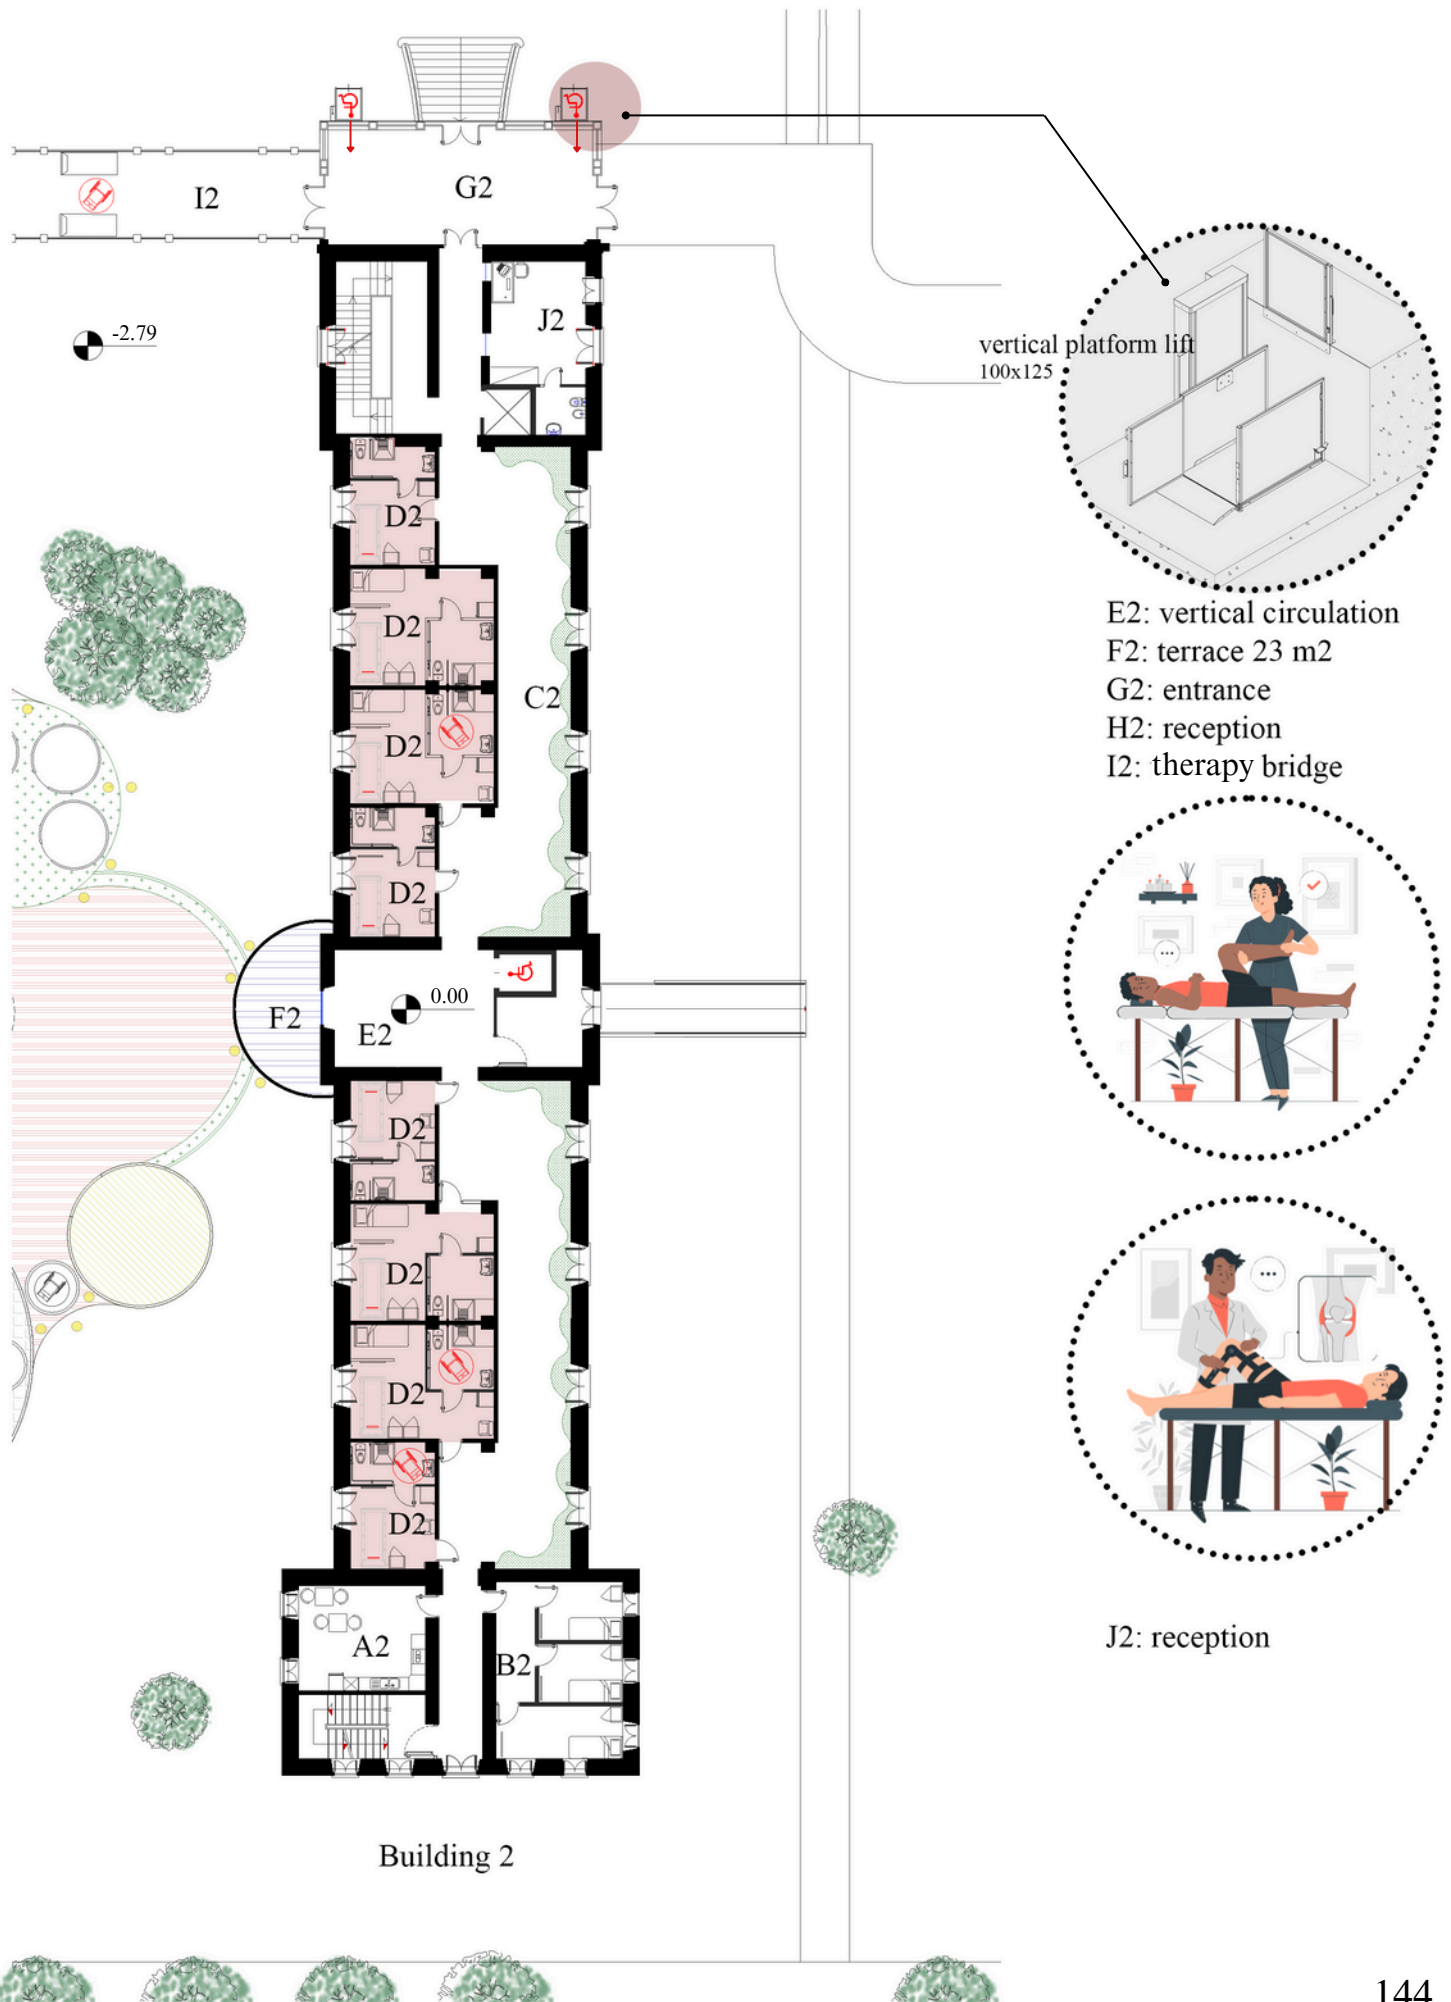 G2
I2
J2
-2.79
vertical platform lift
100x125
D2
D2
E2: vertical circulation
F2: terrace 23 m2
G2: entrance
H2: reception
I2: therapy bridge
C2
D2
D2
0.00
F2
E2
D2
D2
D2
D2
A2
B2
J2: reception
Building 2
144